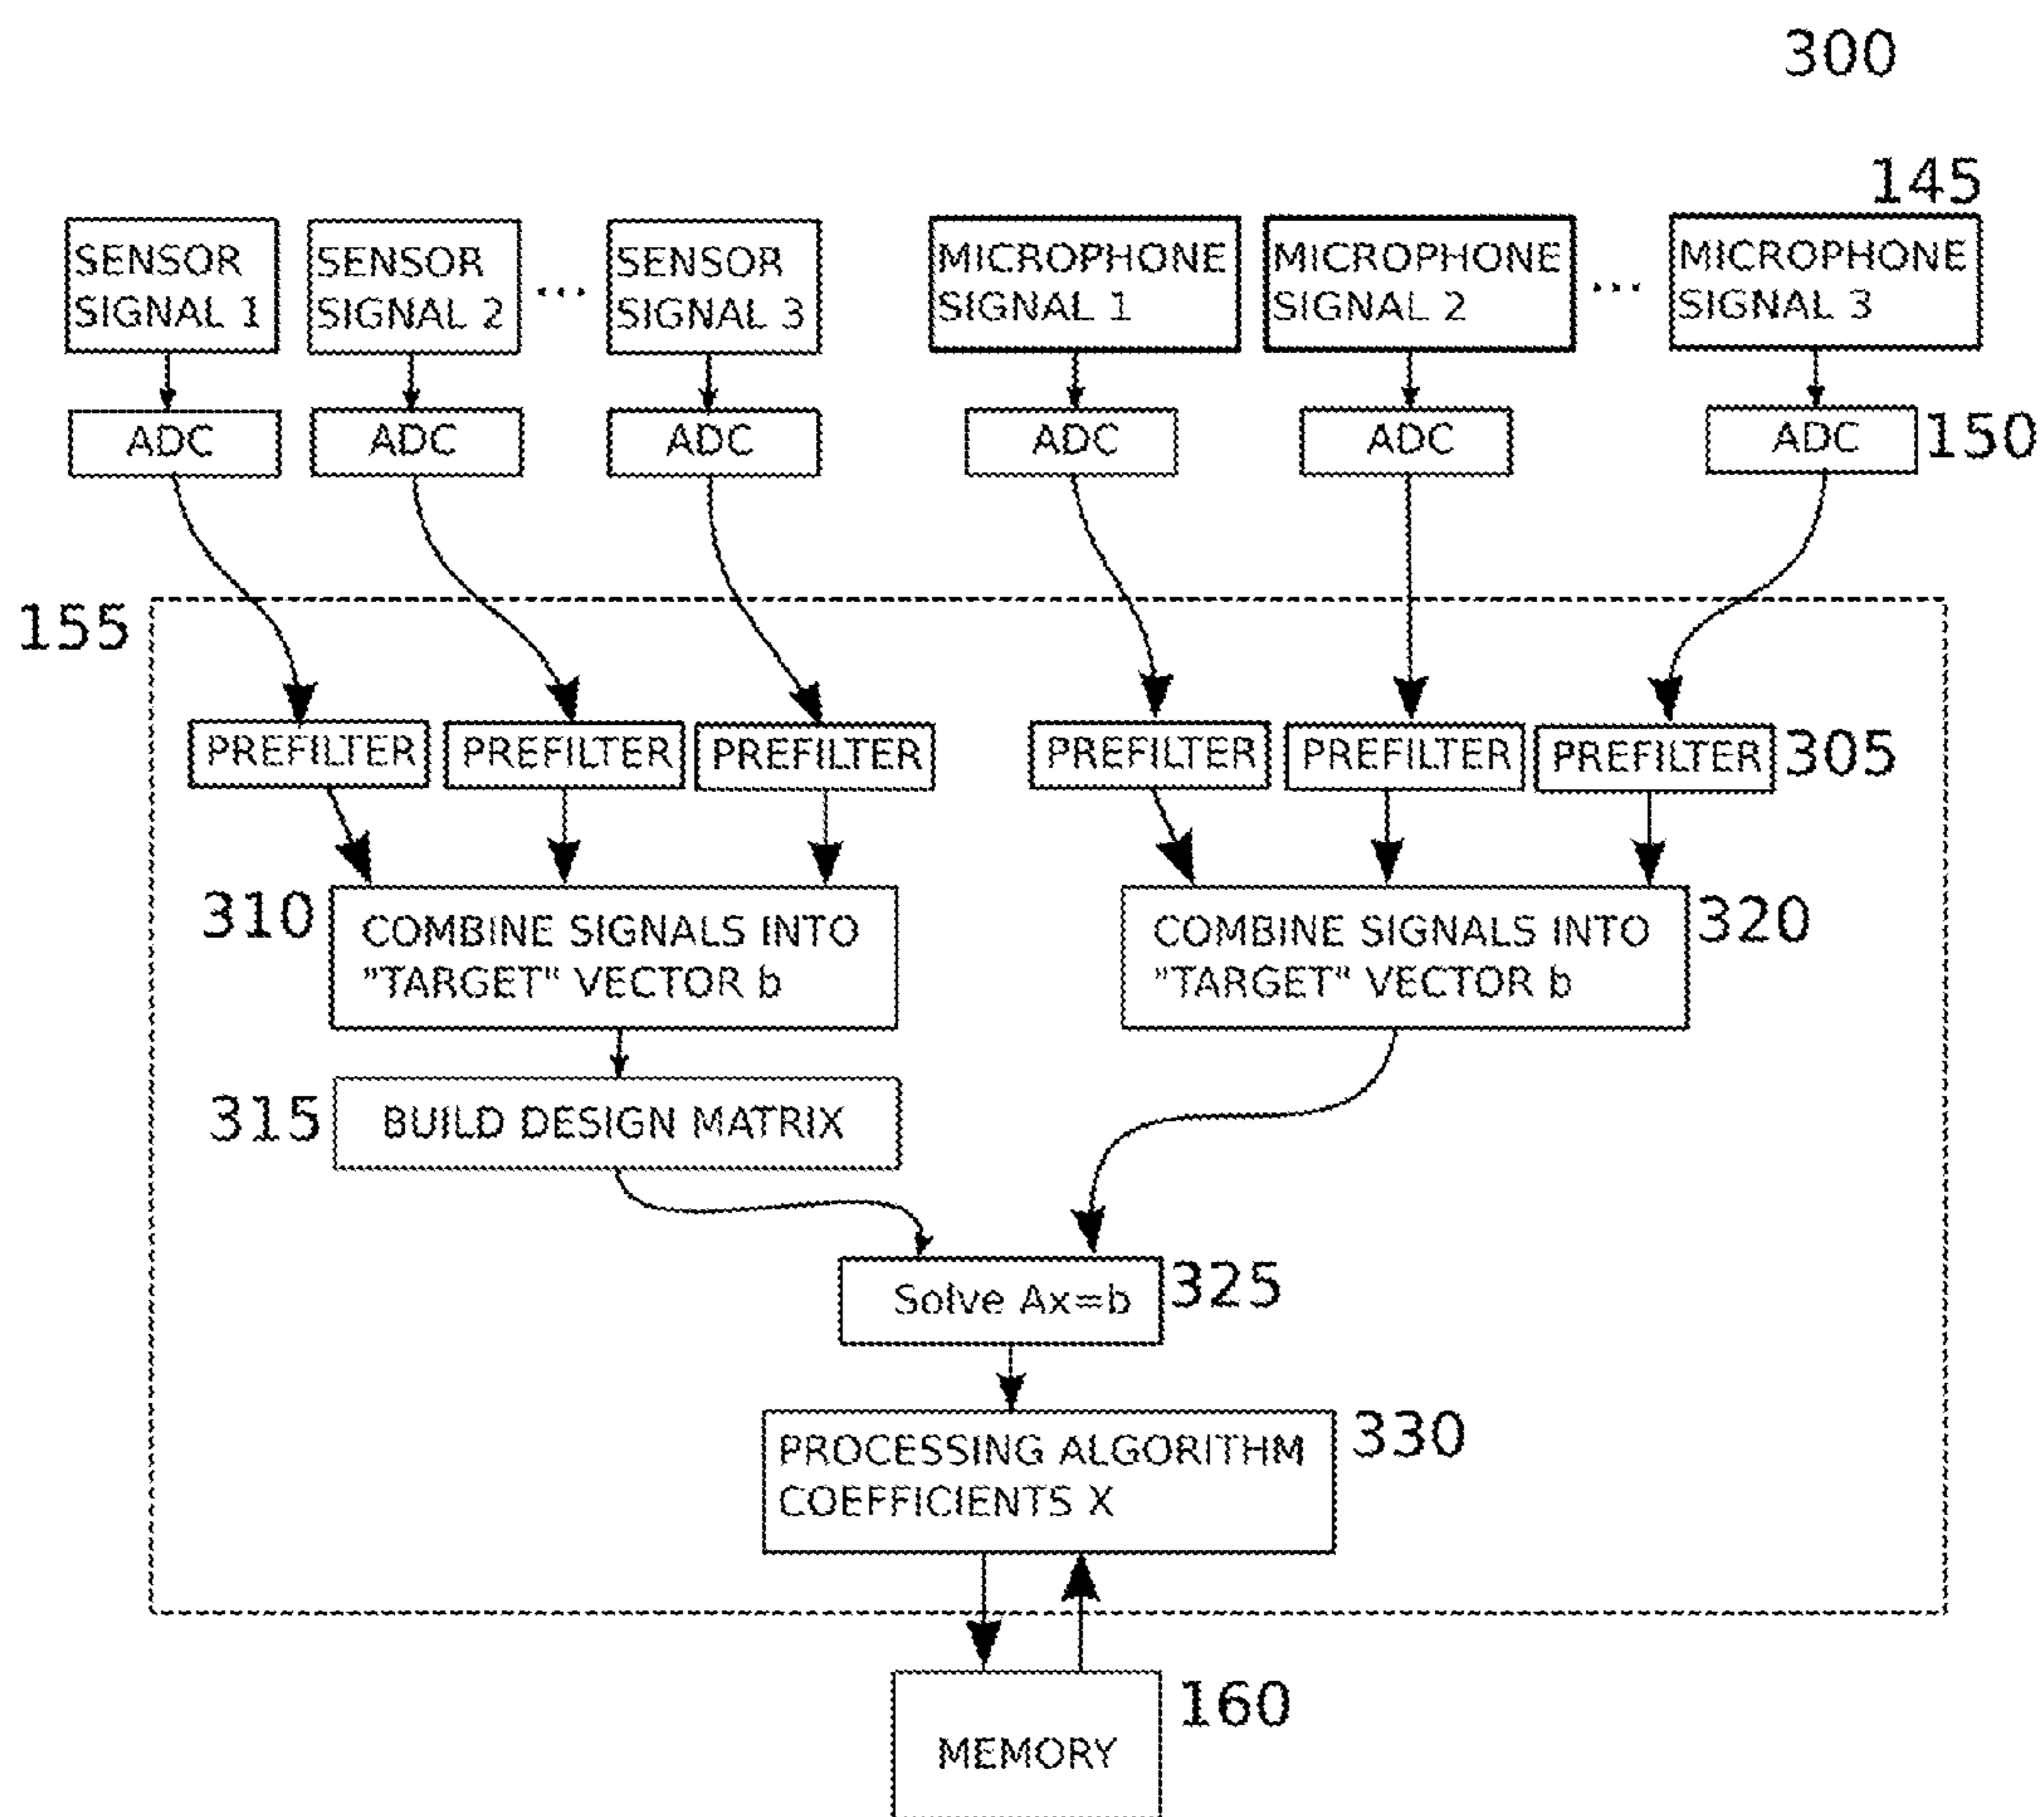 300
145
SENSOR
SIGNAL 1
SENSOR
SIGNAL 2
...
SENSOR
SIGNAL 3
MICROPHONE
SIGNAL 1
MICROPHONE
SIGNAL 2
...
MICROPHONE
SIGNAL 3
ADC
ADC
ADC
ADC
ADC
ADC
150
155
PREFILTER
PREFILTER
PREFILTER
PREFILTER
PREFILTER
PREFILTER
305
310
COMBINE SIGNALS INTO
"TARGET" VECTOR b
COMBINE SIGNALS INTO
"TARGET" VECTOR b
320
315
BUILD DESIGN MATRIX
Solve Ax=b
325
PROCESSING ALGORITHM
COEFFICIENTS X
330
MEMORY
160